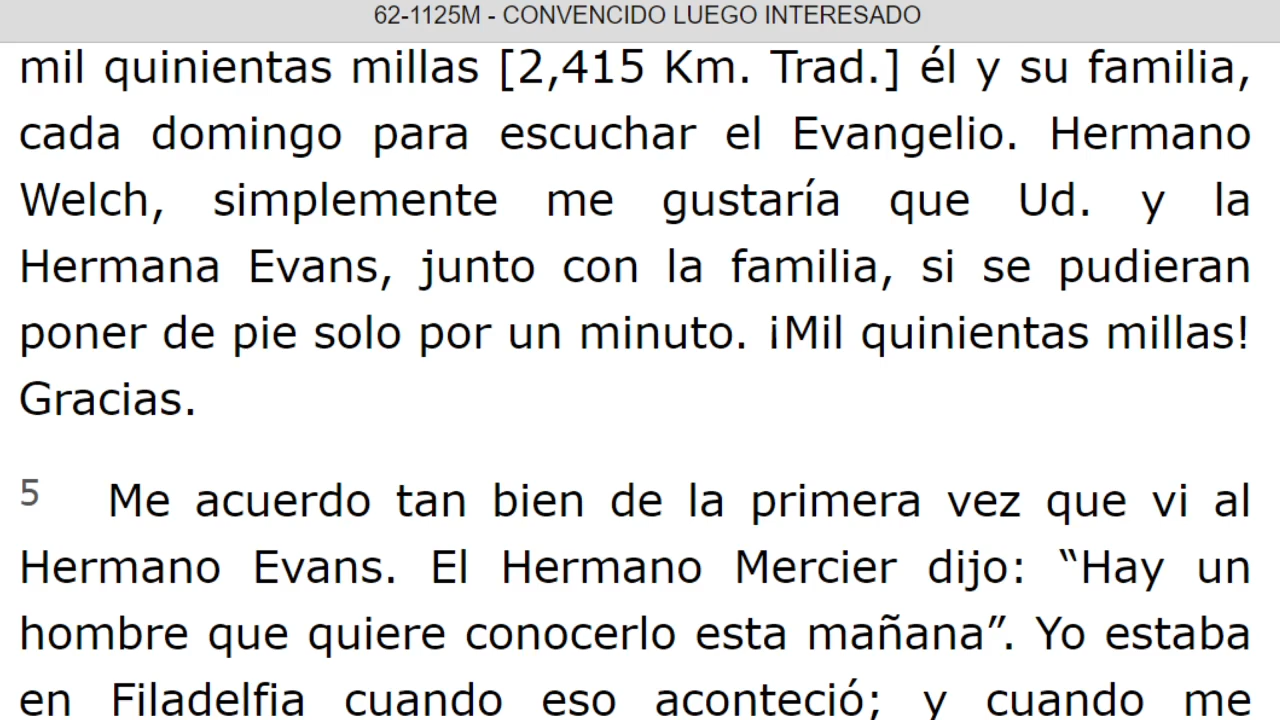 62-1125M - CONVENCIDO LUEGO INTERESADO
mil quinientas millas [2,415 Km. Trad.] él y su familia,
cada domingo para escuchar el Evangelio. Hermano
Welch, simplemente me gustaría que Ud. y la
Hermana Evans, junto con la familia, si se pudieran
poner de pie solo por un minuto. ¡Mil quinientas millas!
Gracias.
5 Me acuerdo tan bien de la primera vez que vi al
Hermano Evans. El Hermano Mercier dijo: “Hay un
hombre que quiere conocerlo esta mañana”. Yo estaba
en Filadelfia cuando eso aconteció; y cuando me